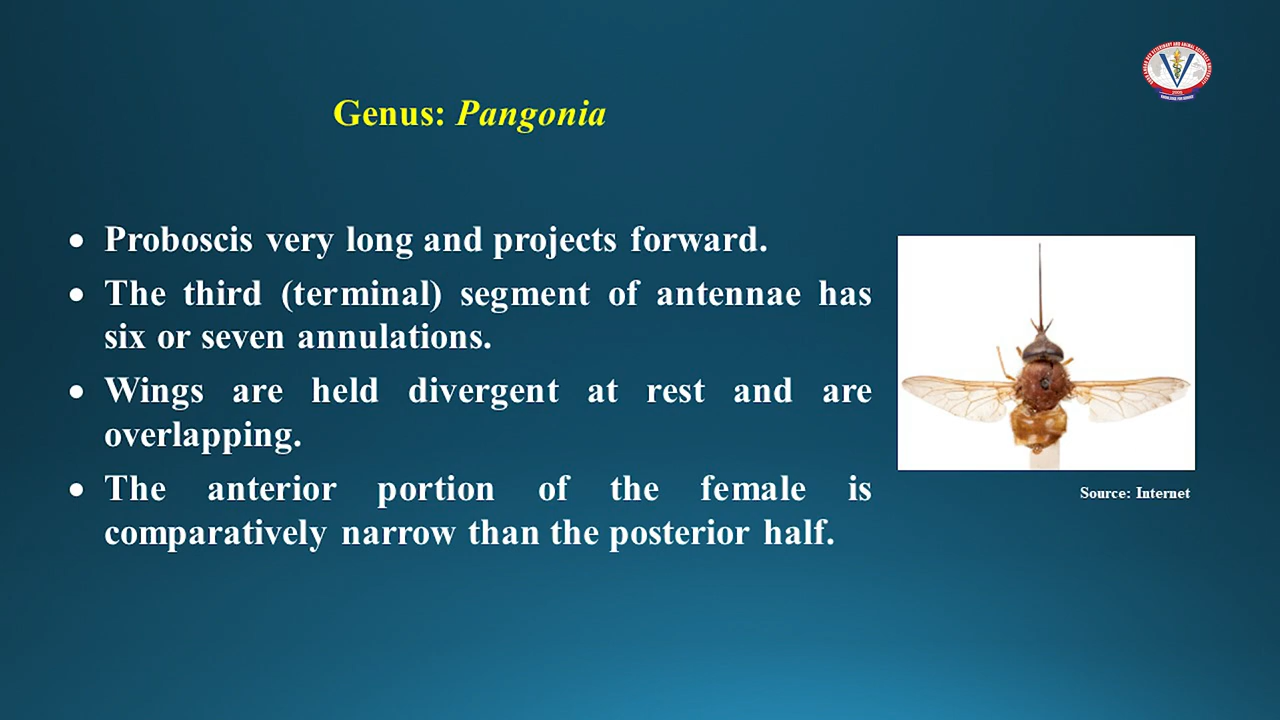 Genus: Pangonia
• Proboscis very long and projects forward.
• The third (terminal) segment of antennae has
six or seven annulations.
• Wings are held divergent at rest and are
overlapping.
• The anterior portion of the female is
comparatively narrow than the posterior half.
Source: Internet